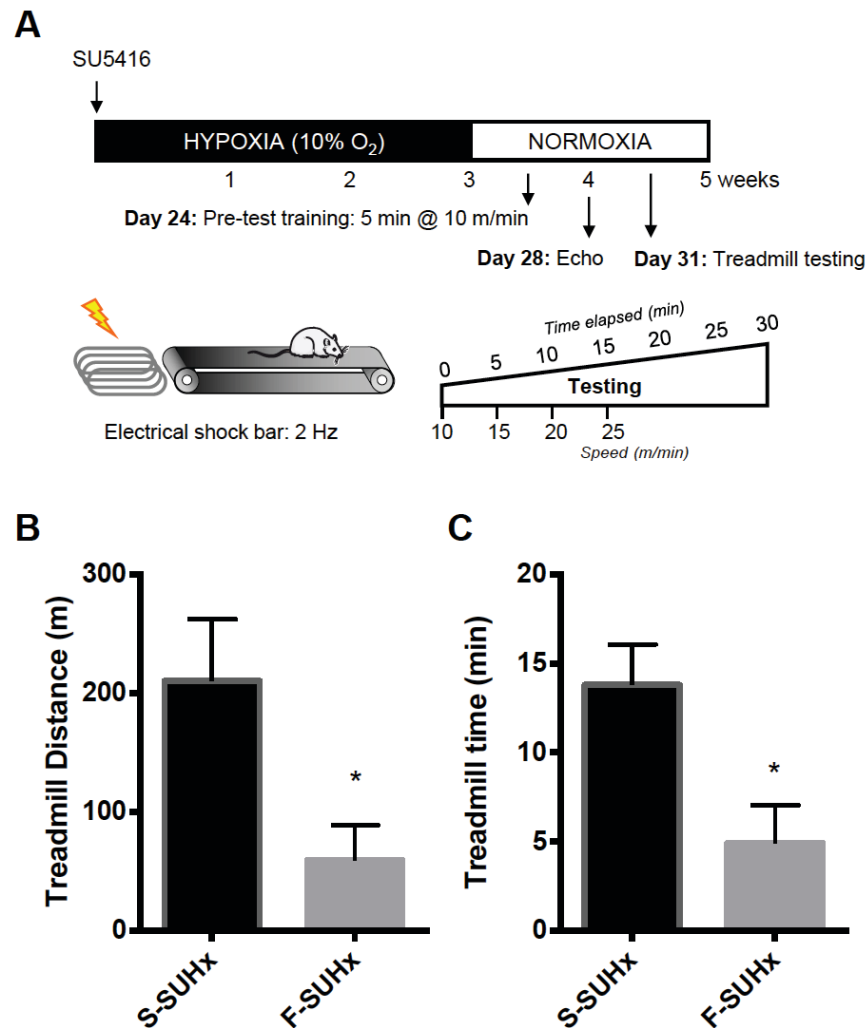 A
SU5416
HYPOXIA (10% O₂)
NORMOXIA
1 2 3 4 5 weeks
Day 24: Pre-test training: 5 min @ 10 m/min
Day 28: Echo
Day 31: Treadmill testing
Time elapsed (min)
0 5 10 15 20 25 30
Testing
10 15 20 25
Speed (m/min)
Electrical shock bar: 2 Hz
B
Treadmill Distance (m)
300
200
100
0
*
S-SUHx
F-SUHx
C
Treadmill time (min)
20
15
10
5
0
*
S-SUHx
F-SUHx